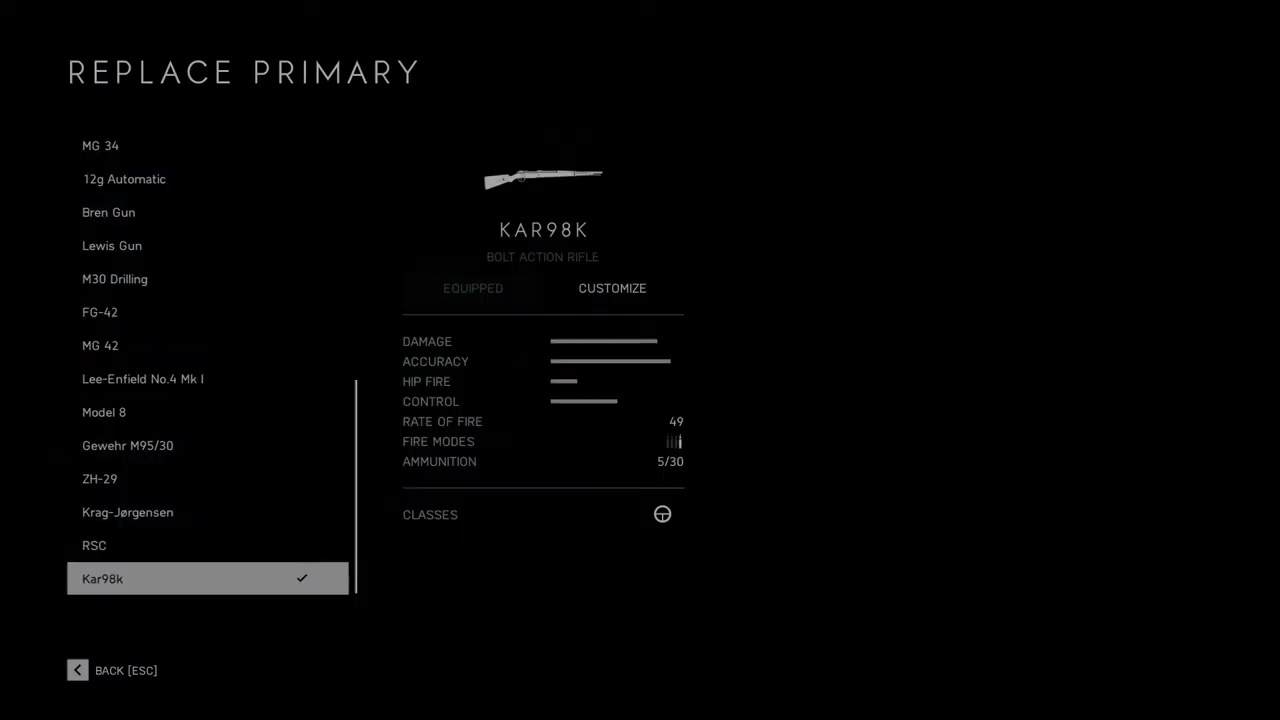 REPLACE PRIMARY
MG 34
12g Automatic
Bren Gun
Lewis Gun
M30 Drilling
FG-42
MG 42
Lee-Enfield No.4 Mk I
Model 8
Gewehr M95/30
ZH-29
Krag-Jørgensen
RSC
Kar98k
KAR98K
BOLT ACTION RIFLE
EQUIPPED CUSTOMIZE
DAMAGE
ACCURACY
HIP FIRE
CONTROL
RATE OF FIRE 49
FIRE MODES
AMMUNITION 5/30
CLASSES
BACK [ESC]